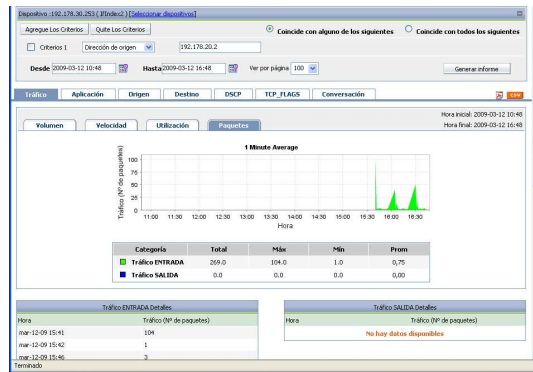 Dispositivo :192.178.30.253 ( IfIndex2 ) [Seleccionar dispositivos]
Agregue Los Criterios Quite Los Criterios Coincide con alguno de los siguientes Coincide con todos los siguientes
Criterios 1 Dirección de origen 192.178.20.2
Desde 2009-03-12 10:48 Hasta 2009-03-12 16:48 Ver por página 100 Generar informe
Tráfico Aplicación Origen Destino DSCP TCP_FLAGS Conversación
Hora inicial: 2009-03-12 10:48
Volumen Velocidad Utilización Paquetes Hora final: 2009-03-12 16:48
1 Minute Average
Tráfico (Nº de paquetes)
100
75
50
25
0
11:00 11:30 12:00 12:30 13:00 13:30 14:00 14:30 15:00 15:30 16:00 16:30
Hora
Categoría Total Máx Mín Prom
Tráfico ENTRADA 269.0 104.0 1.0 0,75
Tráfico SALIDA 0.0 0.0 0.0 0,00
Tráfico ENTRADA Detalles Tráfico SALIDA Detalles
Hora Tráfico (Nº de paquetes) Hora Tráfico (Nº de paquetes)
mar-12-09 15:41 104 No hay datos disponibles
mar-12-09 15:42 1
mar-12-09 15:46 3
Terminado